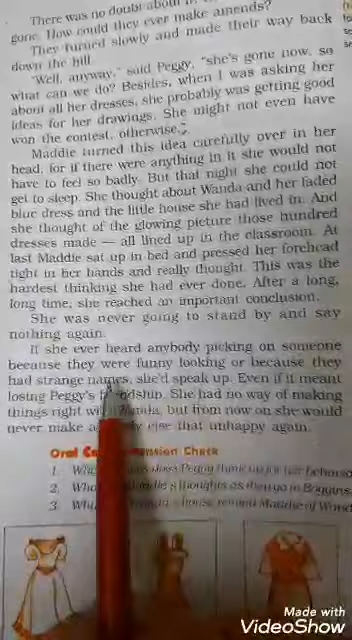 There was no doubt about it.
gone. How could they ever make amends?
They turned slowly and made their way back
down the hill.
"Well, anyway," said Peggy, "she's gone now, so
what can we do? Besides, when I was asking her
about all her dresses, she probably was getting good
ideas for her drawings. She might not even have
won the contest, otherwise."
Maddie turned this idea carefully over in her
head, for if there were anything in it she would not
have to feel so badly. But that night she could not
get to sleep. She thought about Wanda and her faded
blue dress and the little house she had lived in. And
she thought of the glowing picture those hundred
dresses made — all lined up in the classroom. At
last Maddie sat up in bed and pressed her forehead
tight in her hands and really thought. This was the
hardest thinking she had ever done. After a long,
long time, she reached an important conclusion.
She was never going to stand by and say
nothing again.
If she ever heard anybody picking on someone
because they were funny looking or because they
had strange names, she'd speak up. Even if it meant
losing Peggy's friendship. She had no way of making
things right with Wanda, but from now on she would
never make anybody else that unhappy again.
Oral Comprehension Check
1. does Peggy think up for her behaviour
2. Maddie's thoughts as they go to Boggins
3. house remind Maddie of Wanda
Made with
VideoShow